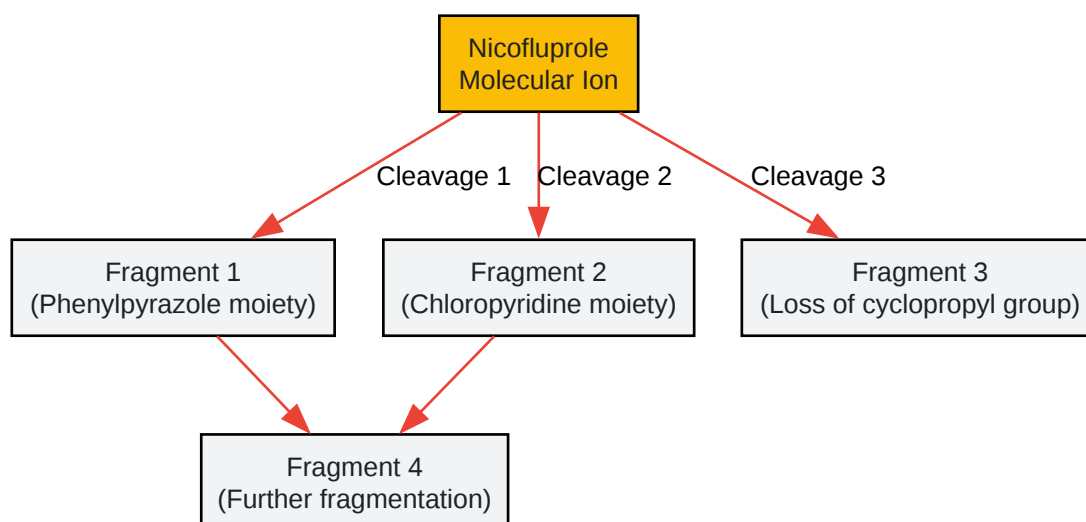 Nicofluprole
Molecular Ion
Cleavage 1
Cleavage 2
Cleavage 3
Fragment 1
(Phenylpyrazole moiety)
Fragment 2
(Chloropyridine moiety)
Fragment 3
(Loss of cyclopropyl group)
Fragment 4
(Further fragmentation)